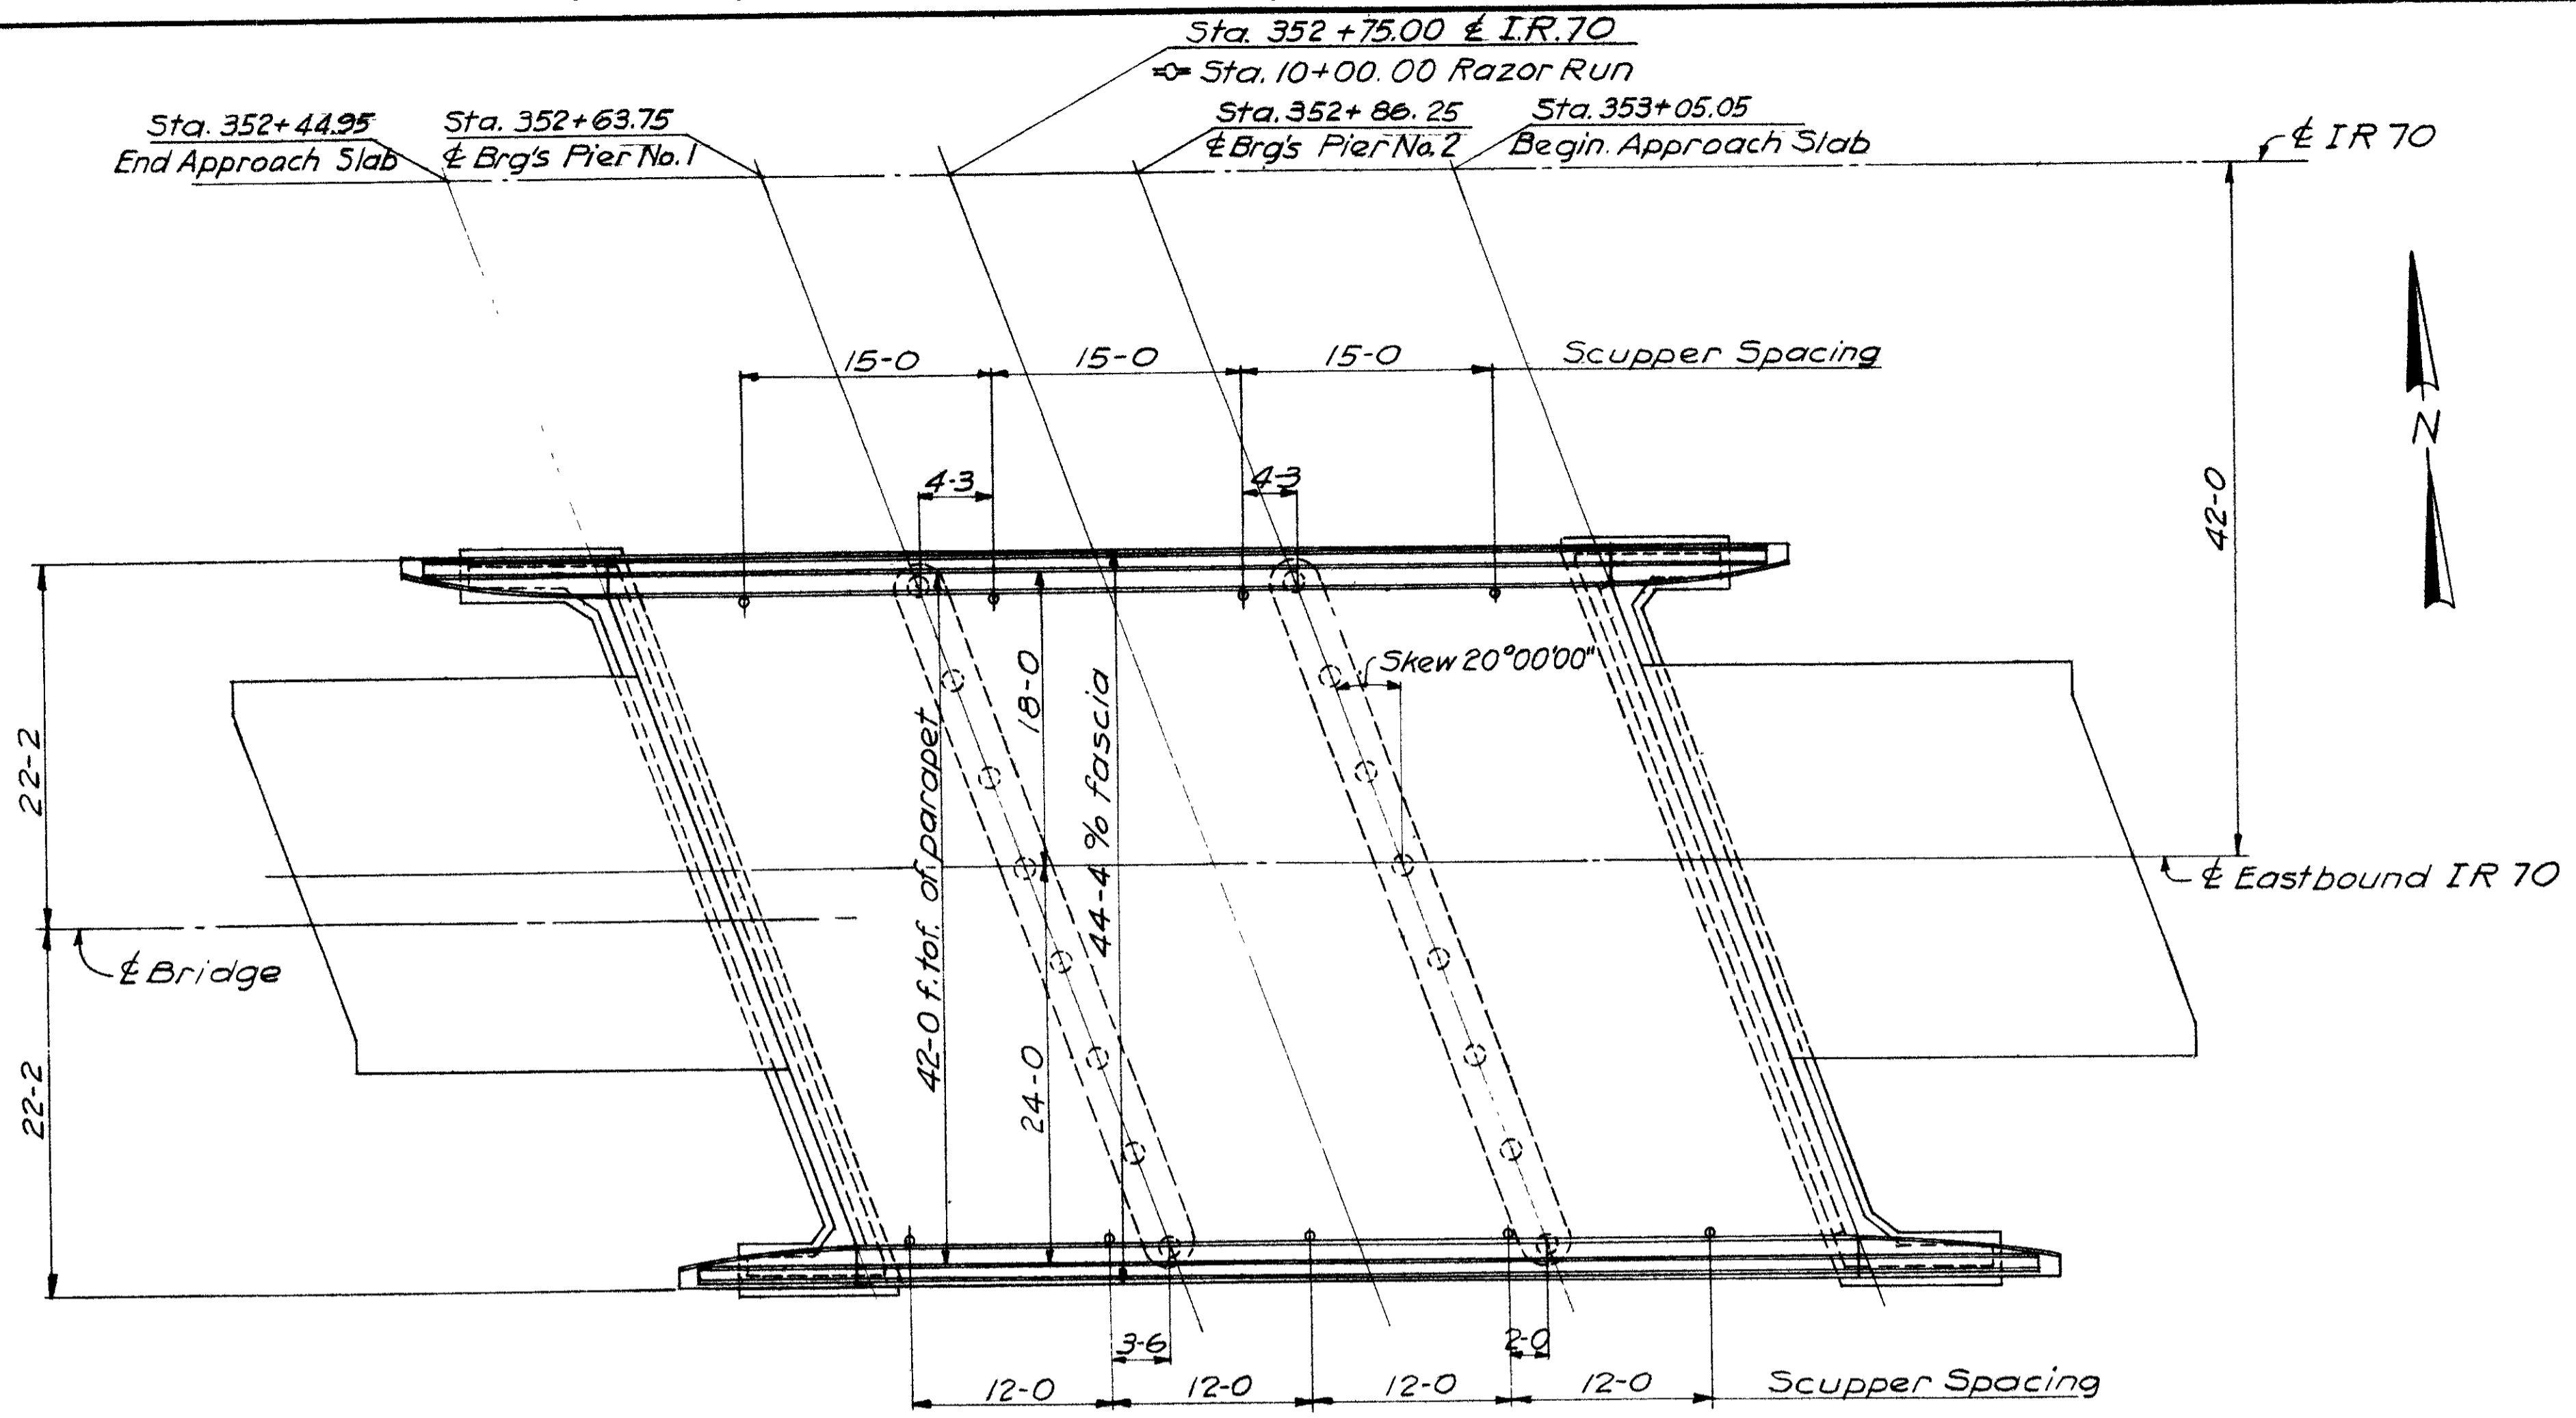 Sta. 352+75.00 ℄ I.R.70
Sta. 10+00.00 Razor Run
Sta. 352+44.95
End Approach Slab
Sta. 352+63.75
℄ Brg's Pier No.1
Sta. 352+86.25
℄ Brg's Pier No.2
Sta. 353+05.05
Begin. Approach Slab
℄ IR 70
15-0
15-0
15-0
Scupper Spacing
N
4-3
4-3
42-0
22-2
18-0
Skew 20°00'00"
42-0 f. to f. of parapet
44-4 % fascia
℄ Eastbound IR 70
℄ Bridge
22-2
24-0
3-6
2-0
12-0
12-0
12-0
12-0
Scupper Spacing